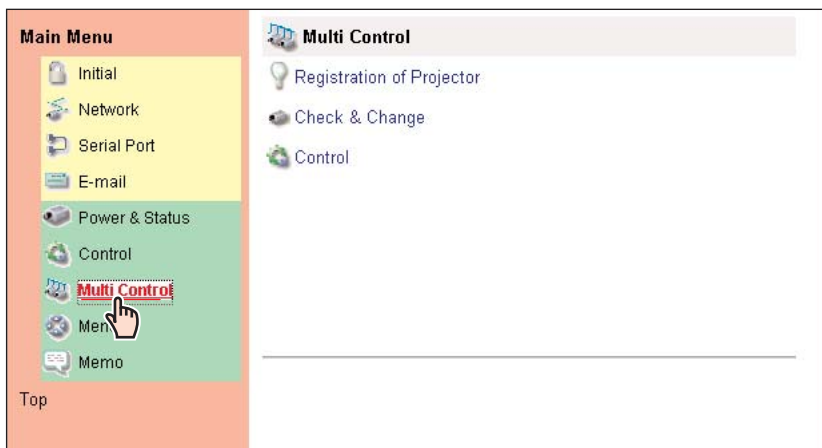 Main Menu
Initial
Network
Serial Port
E-mail
Power & Status
Control
Multi Control
Memo
Top
Multi Control
Registration of Projector
Check & Change
Control